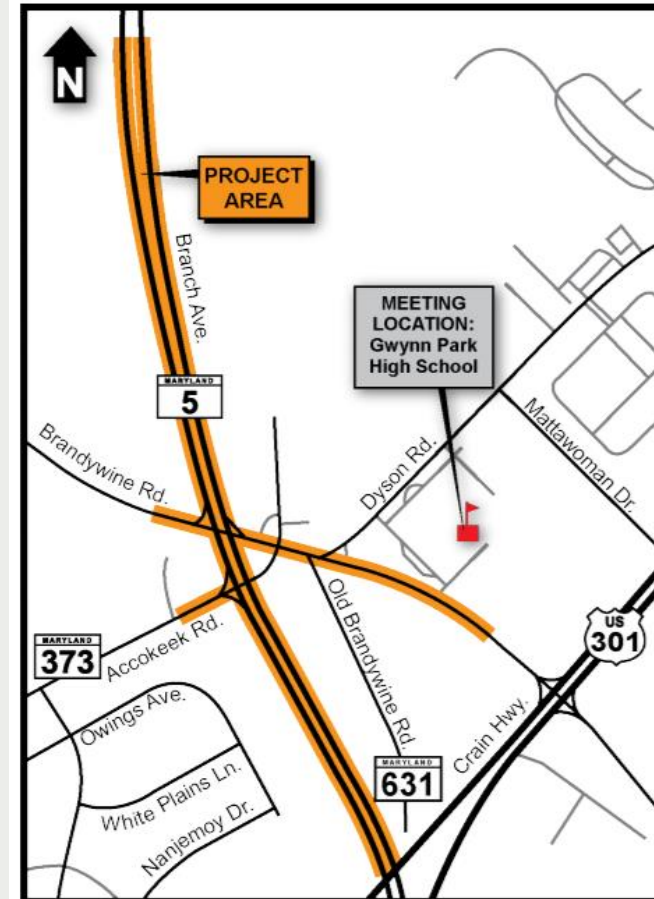 N
PROJECT
AREA
Branch Ave.
MEETING
LOCATION:
Gwynn Park
High School
MARYLAND
5
Brandywine Rd.
Dyson Rd.
Mattawoman Dr.
US
301
MARYLAND
373
Accokeek Rd.
Old Brandywine Rd.
Owings Ave.
Crain Hwy.
MARYLAND
631
White Plains Ln.
Nanjemoy Dr.